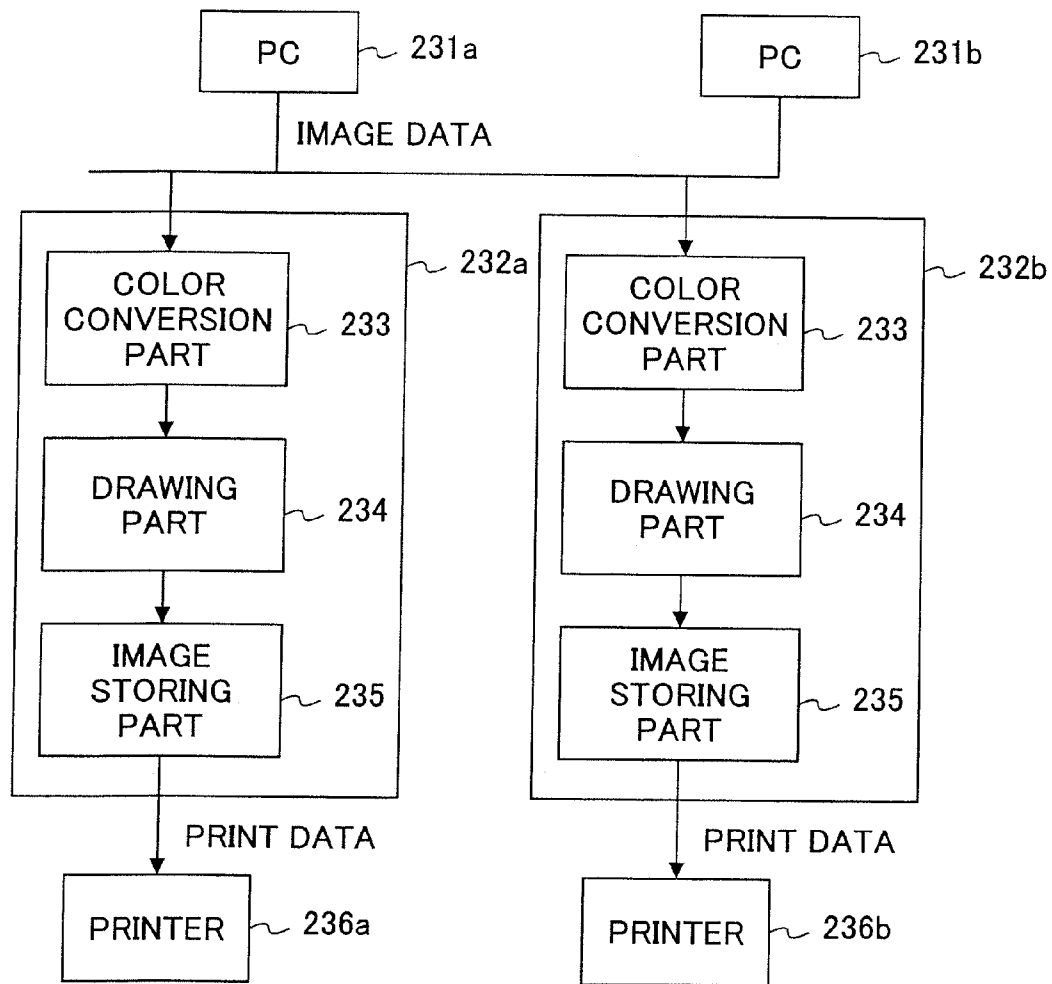 PC
231a
PC
231b
IMAGE DATA
232a
COLOR
CONVERSION
PART
233
DRAWING
PART
234
IMAGE
STORING
PART
235
PRINT DATA
PRINTER
236a
232b
COLOR
CONVERSION
PART
233
DRAWING
PART
234
IMAGE
STORING
PART
235
PRINT DATA
PRINTER
236b